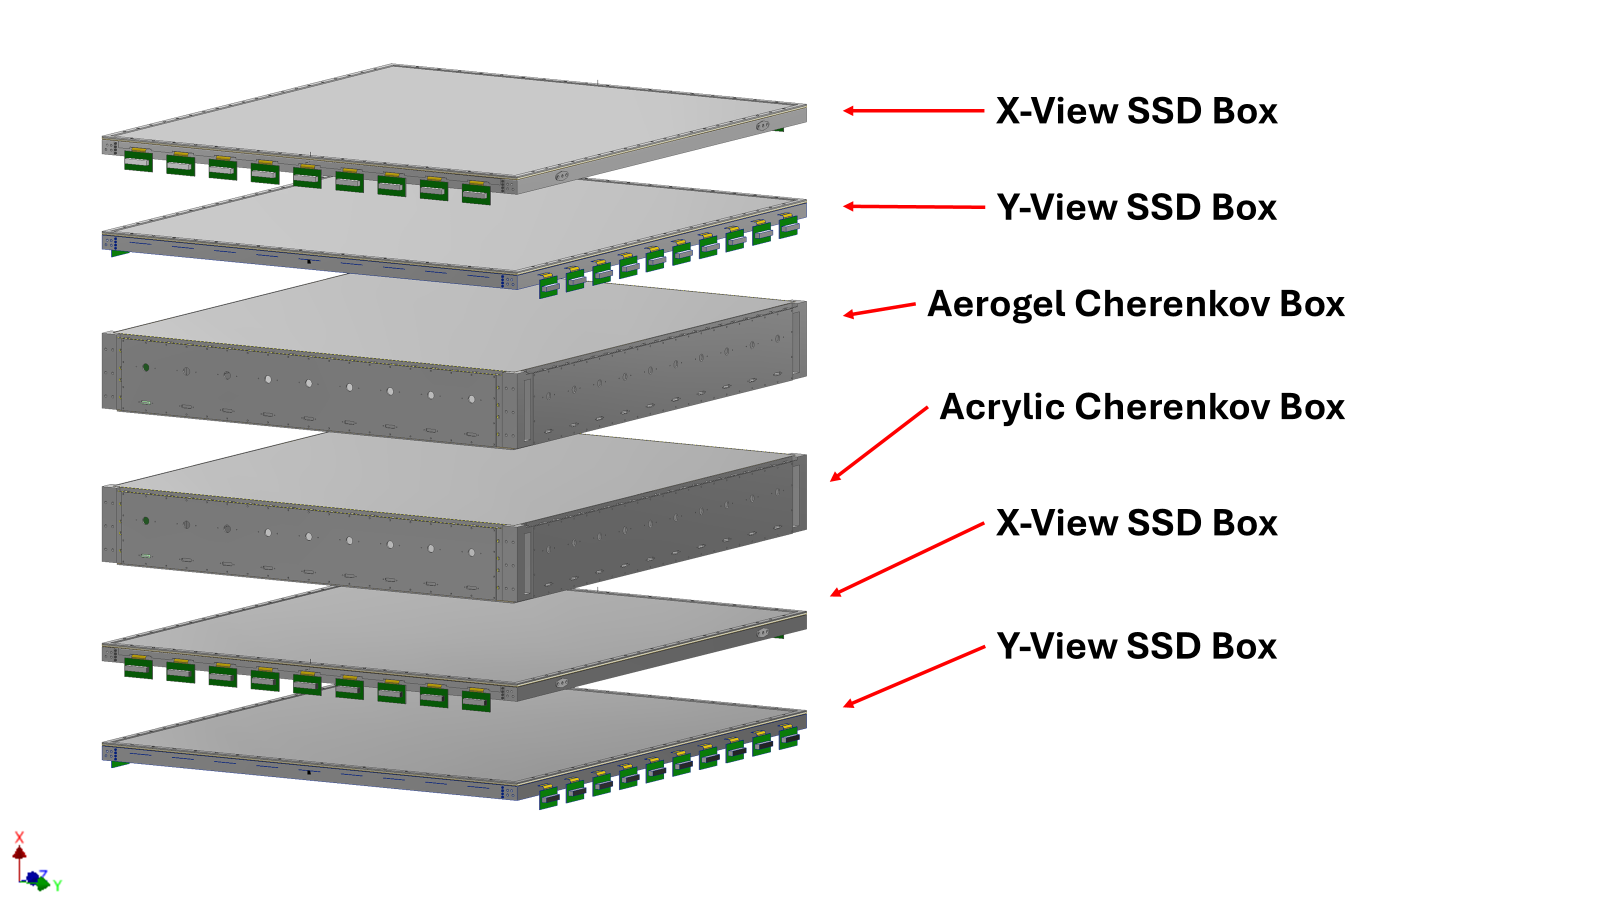 X-View SSD Box
Y-View SSD Box
Aerogel Cherenkov Box
Acrylic Cherenkov Box
X-View SSD Box
Y-View SSD Box
X
Z
Y